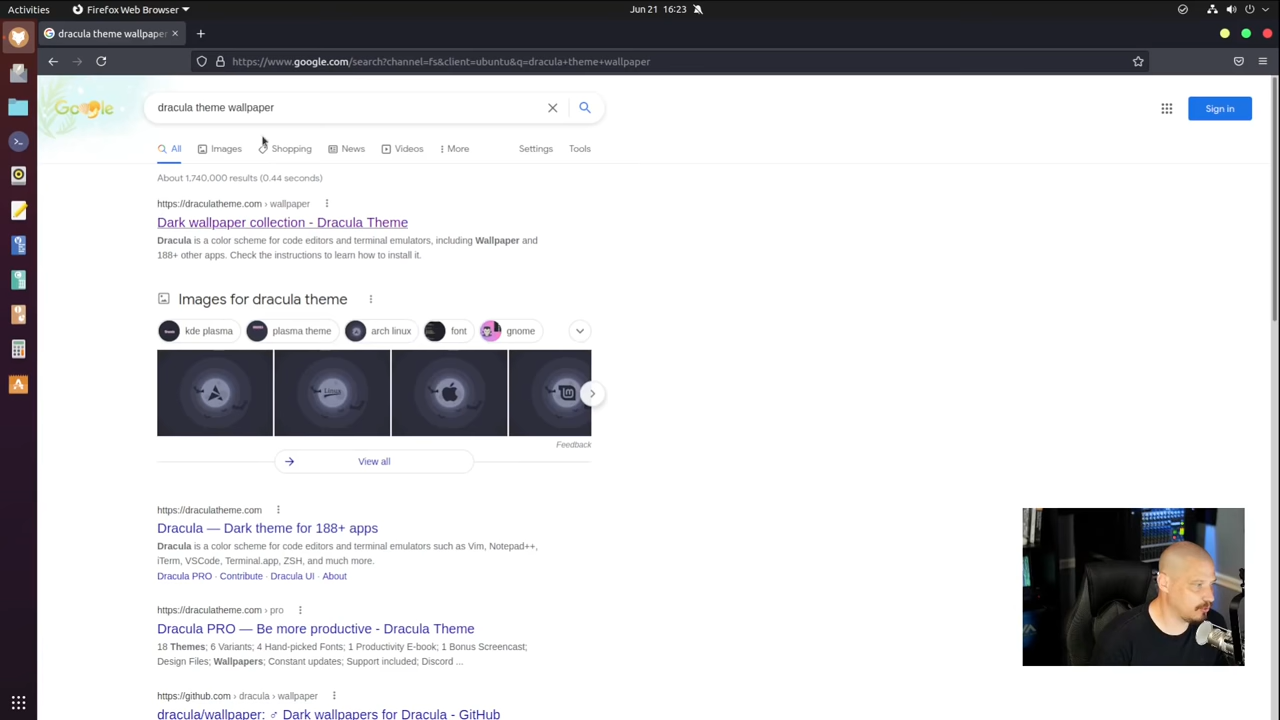 Activities
Firefox Web Browser
Jun 21 16:23
dracula theme wallpaper
https://www.google.com/search?channel=fs&client=ubuntu&q=dracula+theme+wallpaper
Google
dracula theme wallpaper
Sign in
All
Images
Shopping
News
Videos
More
Settings
Tools
About 1,740,000 results (0.44 seconds)
https://draculatheme.com › wallpaper
Dark wallpaper collection - Dracula Theme
Dracula is a color scheme for code editors and terminal emulators, including Wallpaper and
188+ other apps. Check the instructions to learn how to install it.
Images for dracula theme
kde plasma
plasma theme
arch linux
font
gnome
Linux
Feedback
View all
https://draculatheme.com
Dracula — Dark theme for 188+ apps
Dracula is a color scheme for code editors and terminal emulators such as Vim, Notepad++,
iTerm, VSCode, Terminal.app, ZSH, and much more.
Dracula PRO · Contribute · Dracula UI · About
https://draculatheme.com › pro
Dracula PRO — Be more productive - Dracula Theme
18 Themes; 6 Variants; 4 Hand-picked Fonts; 1 Productivity E-book; 1 Bonus Screencast;
Design Files; Wallpapers; Constant updates; Support included; Discord ...
https://github.com › dracula › wallpaper
dracula/wallpaper: ♂ Dark wallpapers for Dracula - GitHub